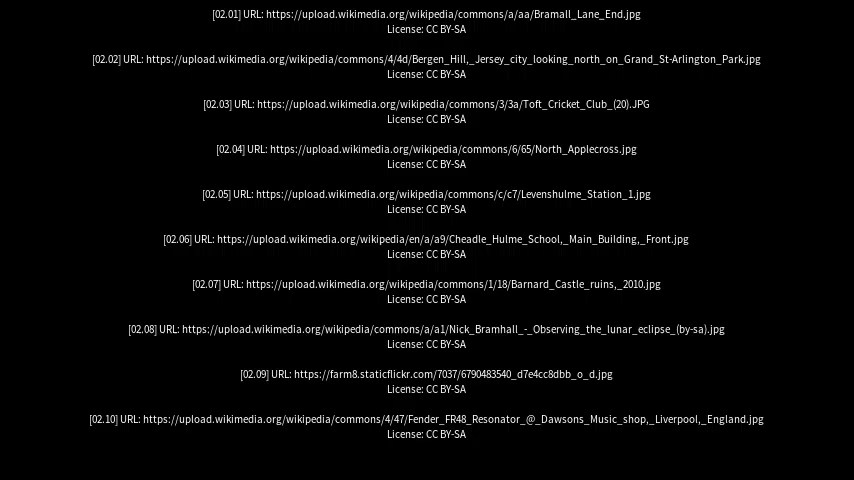 [02.01] URL: https://upload.wikimedia.org/wikipedia/commons/a/aa/Bramall_Lane_End.jpg
License: CC BY-SA
[02.02] URL: https://upload.wikimedia.org/wikipedia/commons/4/4d/Bergen_Hill,_Jersey_city_looking_north_on_Grand_St-Arlington_Park.jpg
License: CC BY-SA
[02.03] URL: https://upload.wikimedia.org/wikipedia/commons/3/3a/Toft_Cricket_Club_(20).JPG
License: CC BY-SA
[02.04] URL: https://upload.wikimedia.org/wikipedia/commons/6/65/North_Applecross.jpg
License: CC BY-SA
[02.05] URL: https://upload.wikimedia.org/wikipedia/commons/c/c7/Levenshulme_Station_1.jpg
License: CC BY-SA
[02.06] URL: https://upload.wikimedia.org/wikipedia/en/a/a9/Cheadle_Hulme_School,_Main_Building,_Front.jpg
License: CC BY-SA
[02.07] URL: https://upload.wikimedia.org/wikipedia/commons/1/18/Barnard_Castle_ruins,_2010.jpg
License: CC BY-SA
[02.08] URL: https://upload.wikimedia.org/wikipedia/commons/a/a1/Nick_Bramhall_-_Observing_the_lunar_eclipse_(by-sa).jpg
License: CC BY-SA
[02.09] URL: https://farm8.staticflickr.com/7037/6790483540_d7e4cc8dbb_o_d.jpg
License: CC BY-SA
[02.10] URL: https://upload.wikimedia.org/wikipedia/commons/4/47/Fender_FR48_Resonator_@_Dawsons_Music_shop,_Liverpool,_England.jpg
License: CC BY-SA